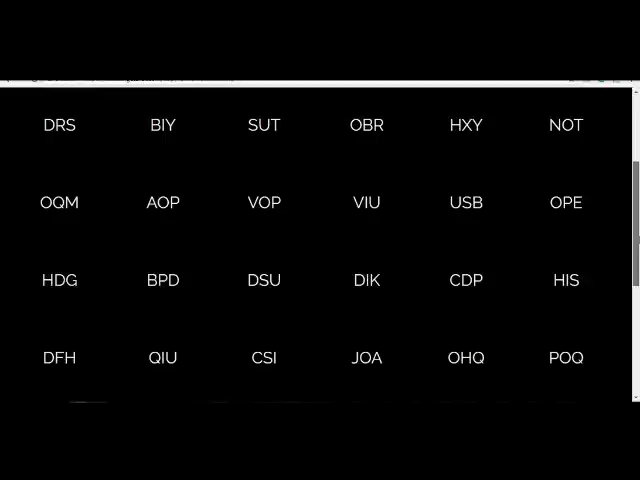 DRS BIY SUT OBR HXY NOT
OQM AOP VOP VIU USB OPE
HDG BPD DSU DIK CDP HIS
DFH QIU CSI JOA OHQ POQ